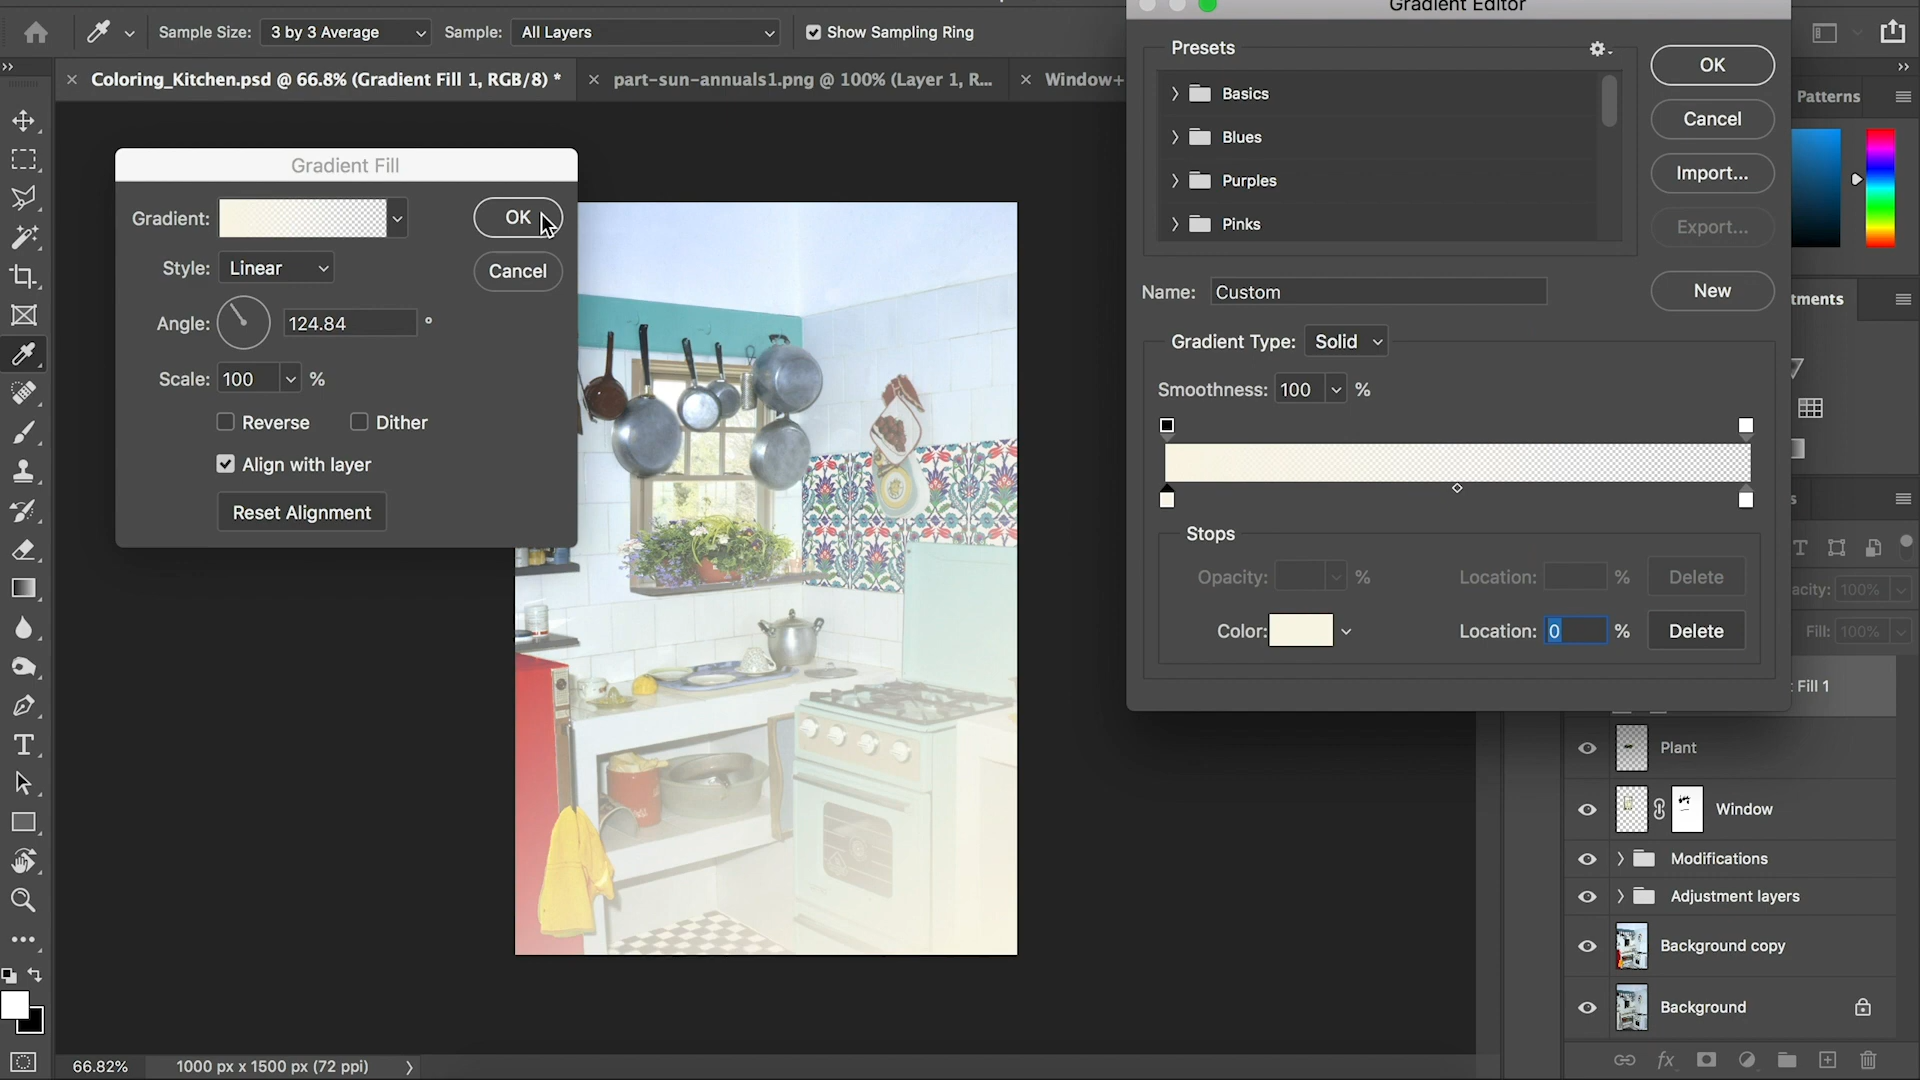 Sample Size: 3 by 3 Average Sample: All Layers Show Sampling Ring
Coloring_Kitchen.psd @ 66.8% (Gradient Fill 1, RGB/8) * part-sun-annuals1.png @ 100% (Layer 1, R... Window+
Gradient Fill
Gradient: OK
Style: Linear Cancel
Angle: 124.84 °
Scale: 100 %
Reverse Dither
Align with layer
Reset Alignment
Gradient Editor
Presets
Basics
Blues
Purples
Pinks
OK
Cancel
Import...
Export...
Name: Custom New
Gradient Type: Solid
Smoothness: 100 %
Stops
Opacity: % Location: % Delete
Color: Location: 0 % Delete
Patterns
tments
s
acity: 100%
Fill: 100%
Fill 1
Plant
Window
Modifications
Adjustment layers
Background copy
Background
fx
66.82% 1000 px x 1500 px (72 ppi)